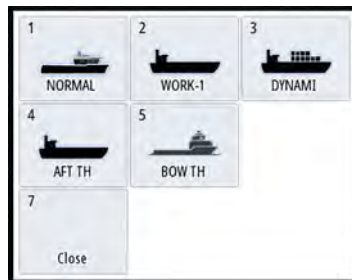 1
NORMAL
2
WORK-1
3
DYNAMI
4
AFT TH
5
BOW TH
7
Close